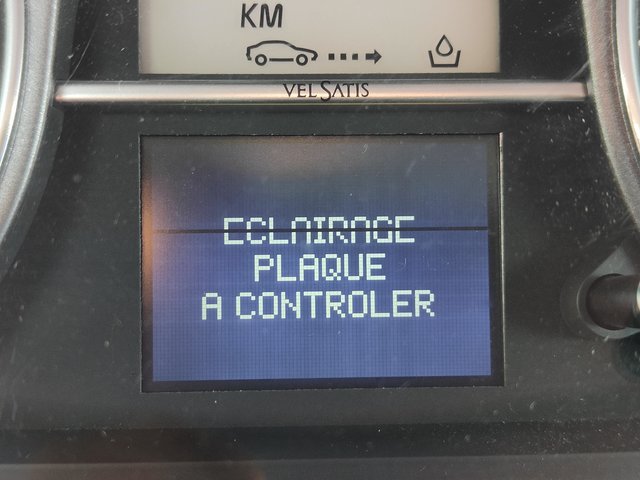 KM
VEL SATIS
ECLAIRAGE
PLAQUE
A CONTROLER